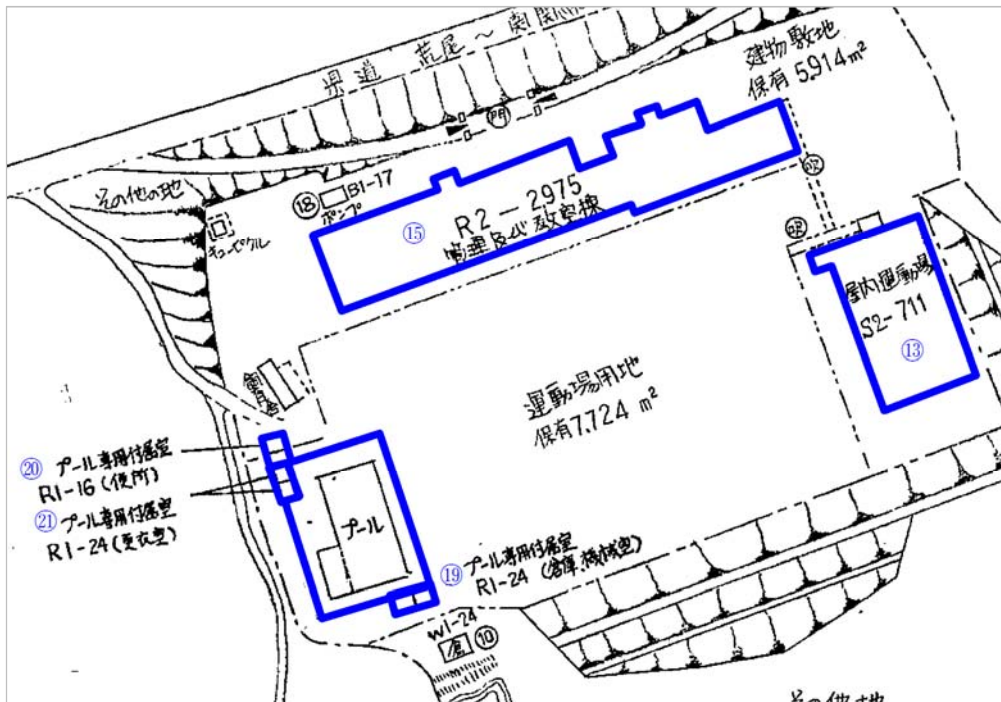 県道 荒尾～南関線
建物敷地
保有 5,914㎡
門
その他の地
キュービクル
⑱
B1-17
ポンプ
⑮
R2-2975
管理及び教室棟
吹
吹
屋内運動場
S2-711
⑬
運動場用地
保有7,724 ㎡
⑳ プール専用付属室
R1-16 (便所)
㉑ プール専用付属室
R1-24 (更衣室)
プール
⑲ プール専用付属室
R1-24 (倉庫、機械室)
W1-24
倉 ⑩
その他地